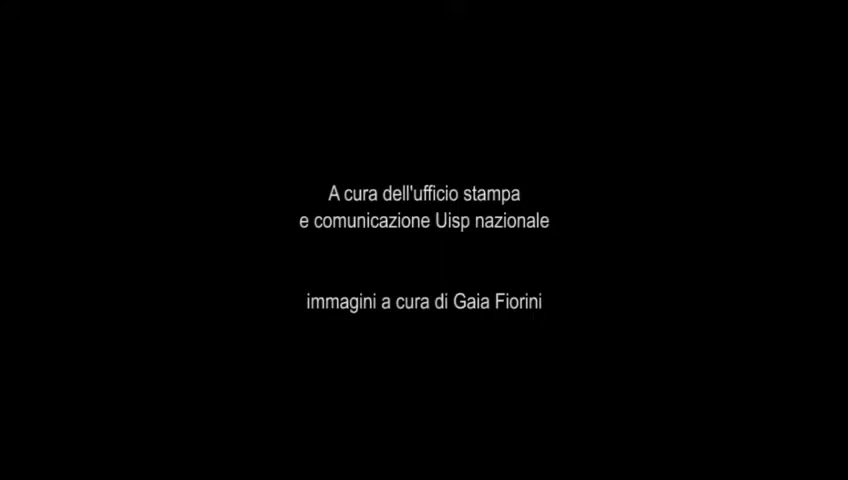 A cura dell'ufficio stampa
e comunicazione Uisp nazionale
immagini a cura di Gaia Fiorini